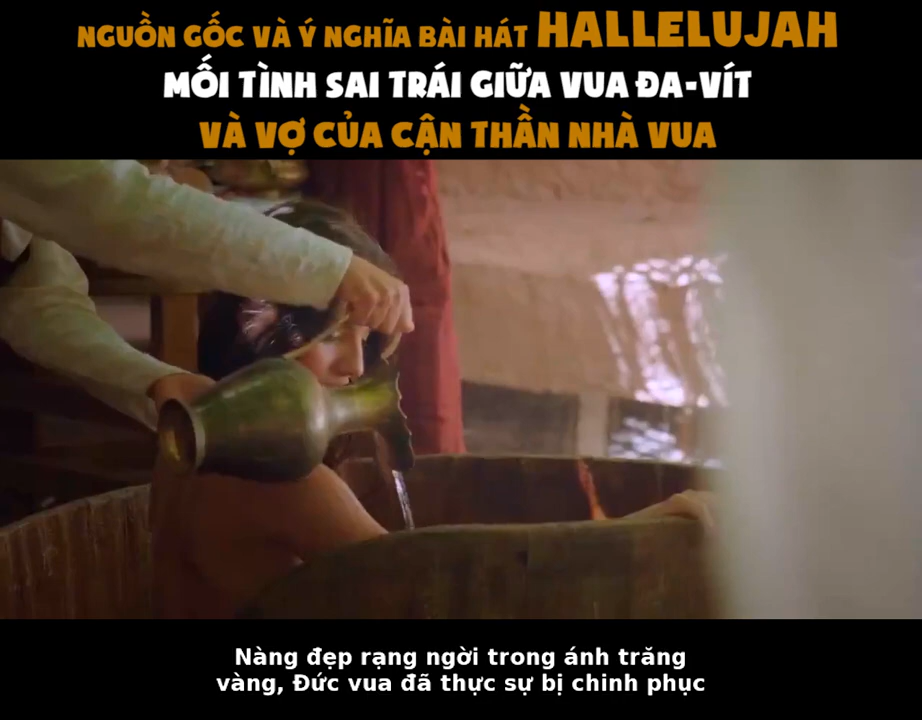 NGUỒN GỐC VÀ Ý NGHĨA BÀI HÁT HALLELUJAH
MỐI TÌNH SAI TRÁI GIỮA VUA ĐA-VÍT
VÀ VỢ CỦA CẬN THẦN NHÀ VUA
Nàng đẹp rạng ngời trong ánh trăng
vàng, Đức vua đã thực sự bị chinh phục